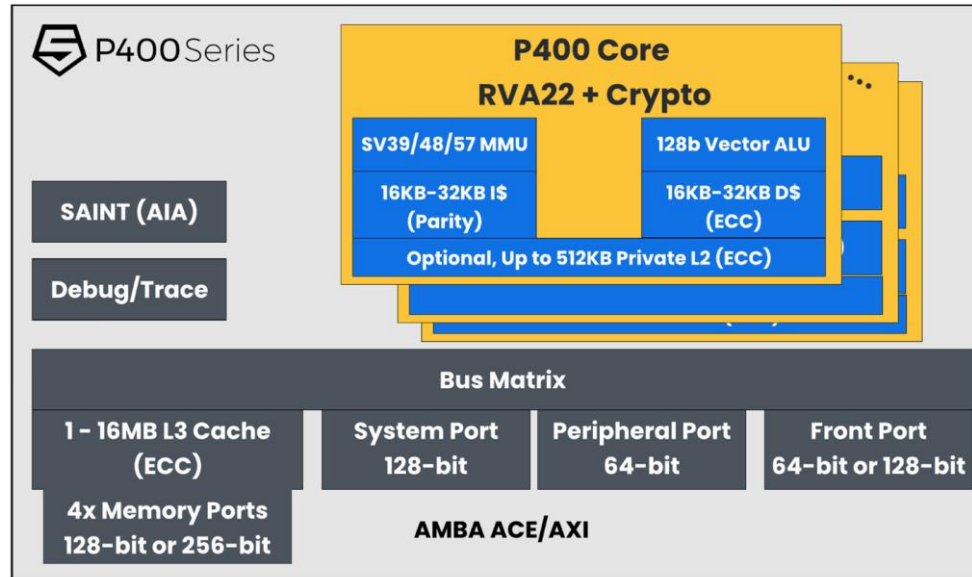 P400 Series
P400 Core
RVA22 + Crypto
SV39/48/57 MMU
128b Vector ALU
16KB-32KB I$
(Parity)
16KB-32KB D$
(ECC)
Optional, Up to 512KB Private L2 (ECC)
SAINT (AIA)
Debug/Trace
Bus Matrix
1 - 16MB L3 Cache
(ECC)
System Port
128-bit
Peripheral Port
64-bit
Front Port
64-bit or 128-bit
4x Memory Ports
128-bit or 256-bit
AMBA ACE/AXI